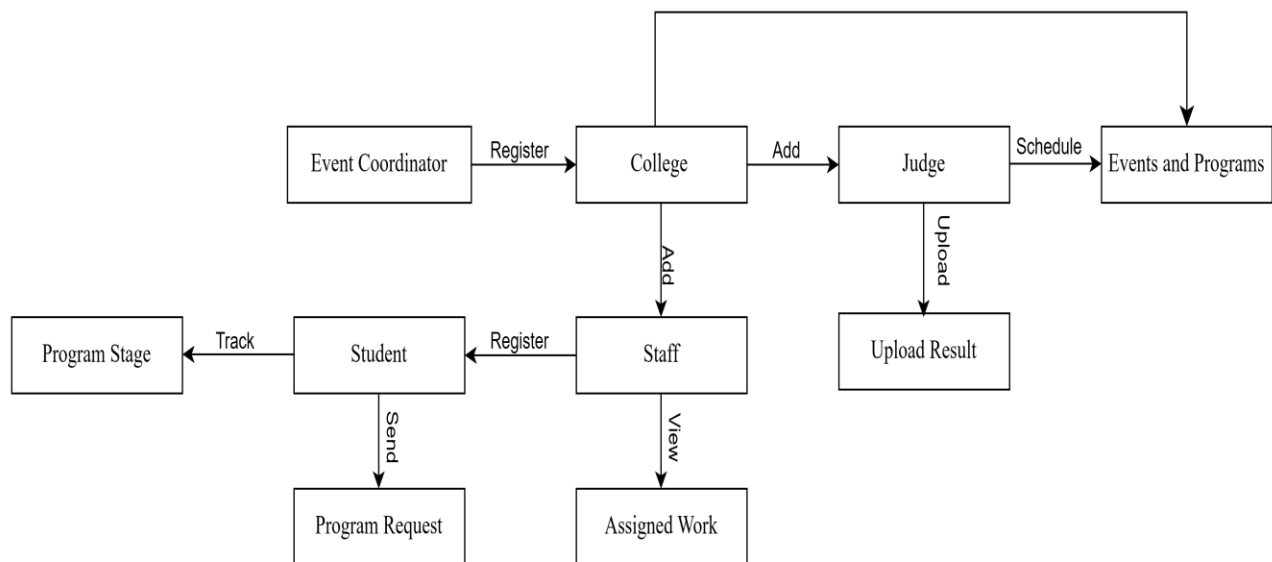 Event Coordinator
Register
College
Add
Judge
Schedule
Events and Programs
Add
Upload
Program Stage
Track
Student
Register
Staff
Upload Result
Send
View
Program Request
Assigned Work